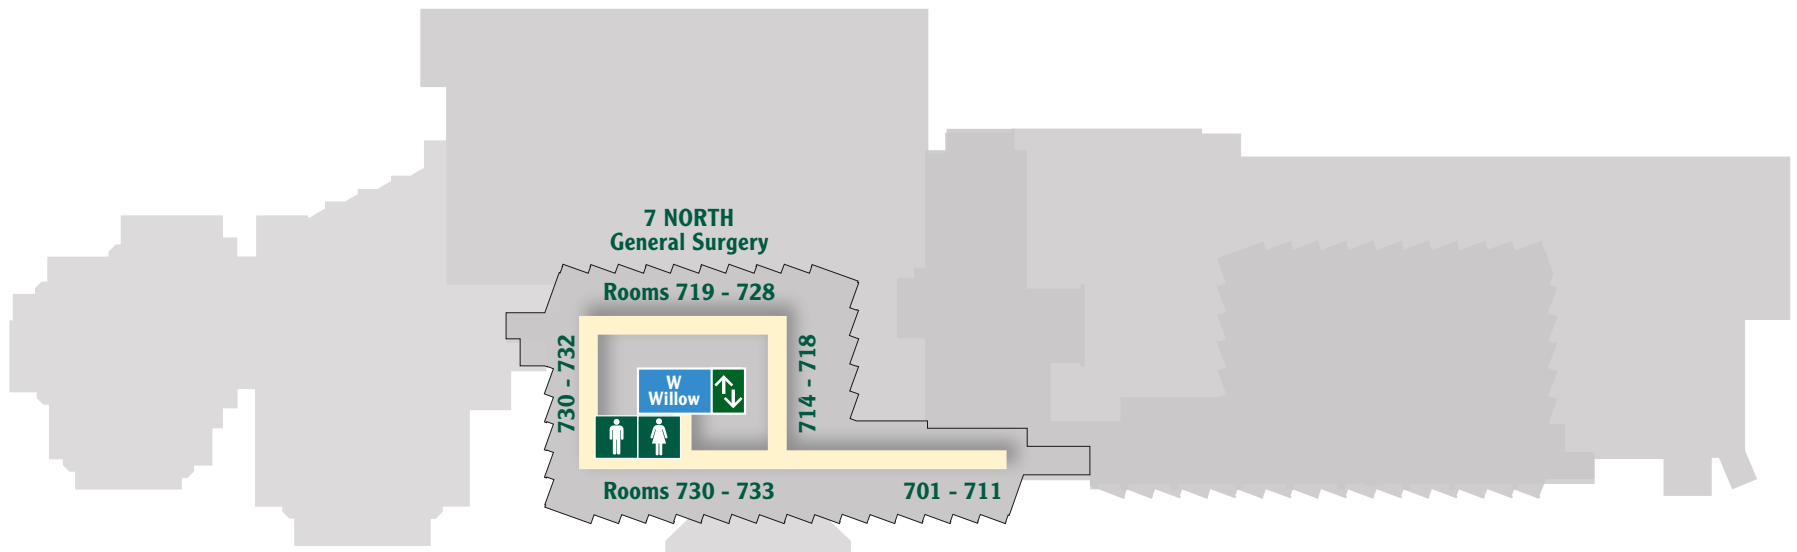 7 NORTH
General Surgery
Rooms 719 - 728
730 - 732
W
Willow
714 - 718
Rooms 730 - 733
701 - 711